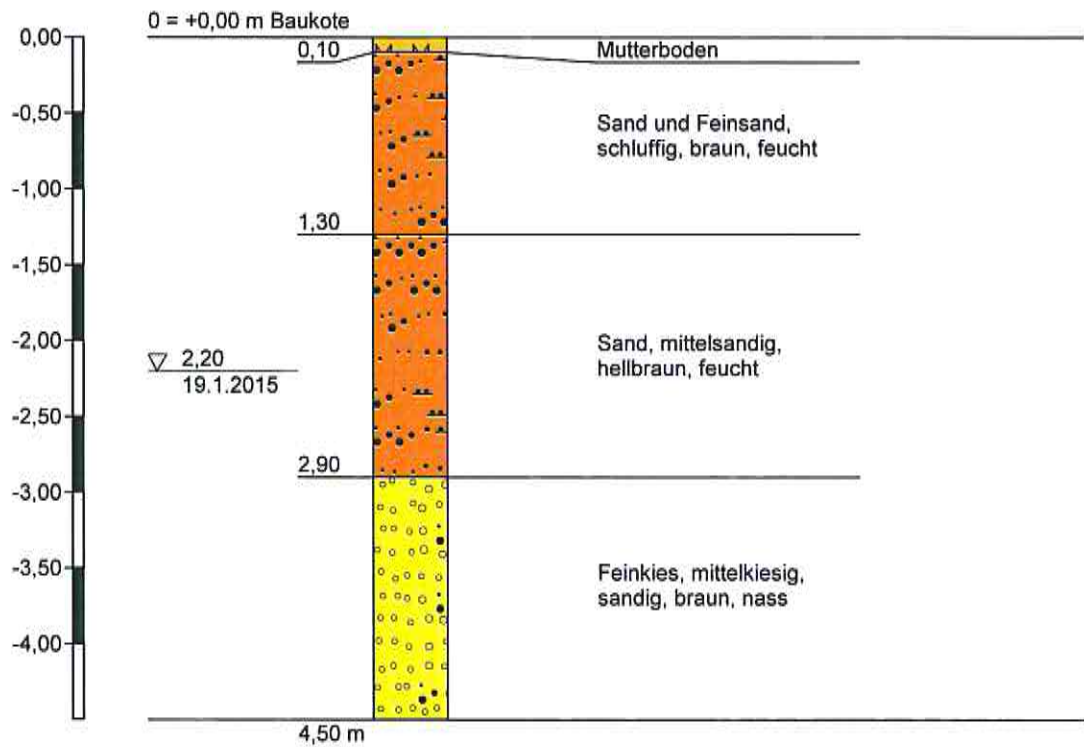 0 = +0,00 m Baukote
0,00
0,10
Mutterboden
-0,50
Sand und Feinsand,
schluffig, braun, feucht
-1,00
1,30
-1,50
-2,00
Sand, mittelsandig,
hellbraun, feucht
2,20
19.1.2015
-2,50
2,90
-3,00
-3,50
Feinkies, mittelkiesig,
sandig, braun, nass
-4,00
4,50 m